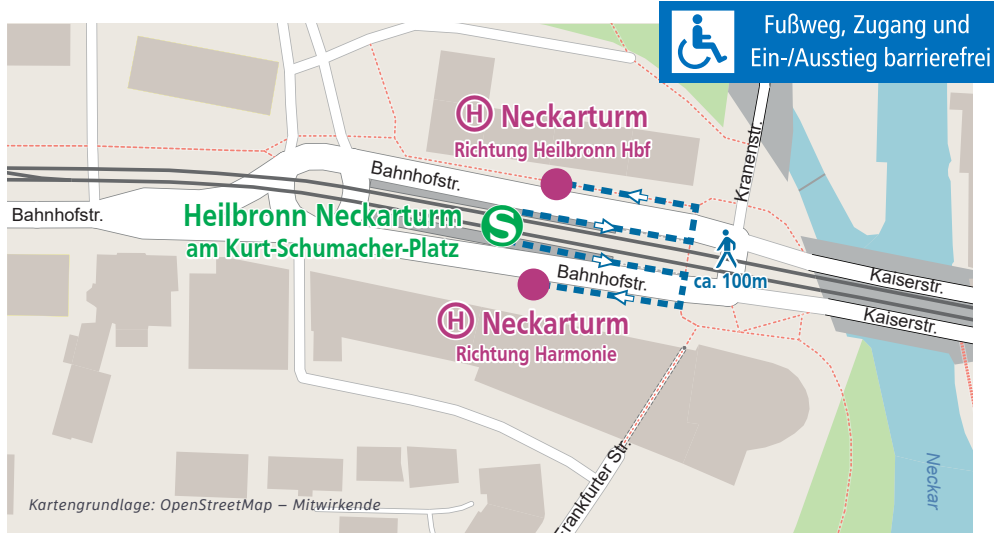 Fußweg, Zugang und
Ein-/Ausstieg barrierefrei
H Neckarturm
Richtung Heilbronn Hbf
Kranenstr.
Bahnhofstr.
Bahnhofstr.
Heilbronn Neckarturm
am Kurt-Schumacher-Platz
S
Bahnhofstr.
ca. 100m
Kaiserstr.
Kaiserstr.
H Neckarturm
Richtung Harmonie
Frankfurter Str.
Neckar
Kartengrundlage: OpenStreetMap – Mitwirkende